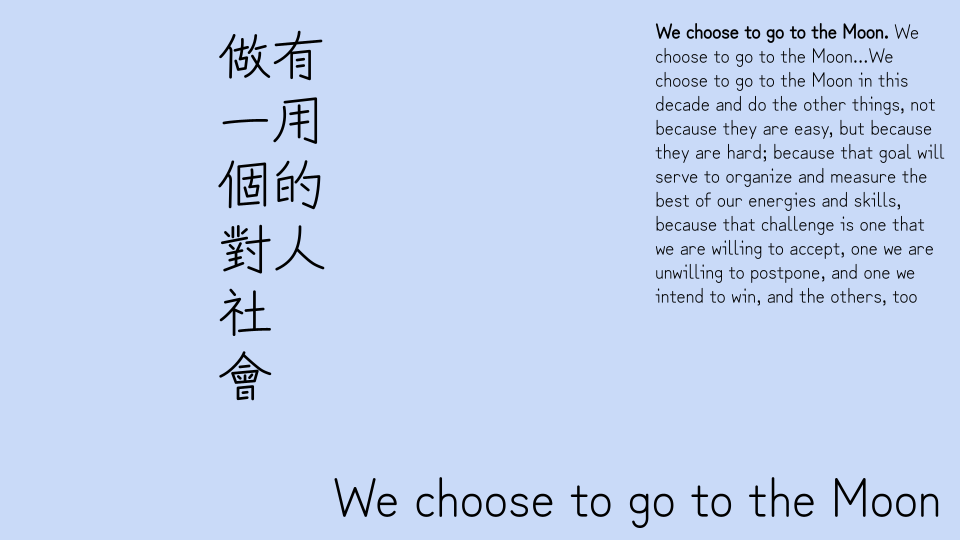 做一個對社會
有用的人
We choose to go to the Moon. We
choose to go to the Moon...We
choose to go to the Moon in this
decade and do the other things, not
because they are easy, but because
they are hard; because that goal will
serve to organize and measure the
best of our energies and skills,
because that challenge is one that
we are willing to accept, one we are
unwilling to postpone, and one we
intend to win, and the others, too
We choose to go to the Moon